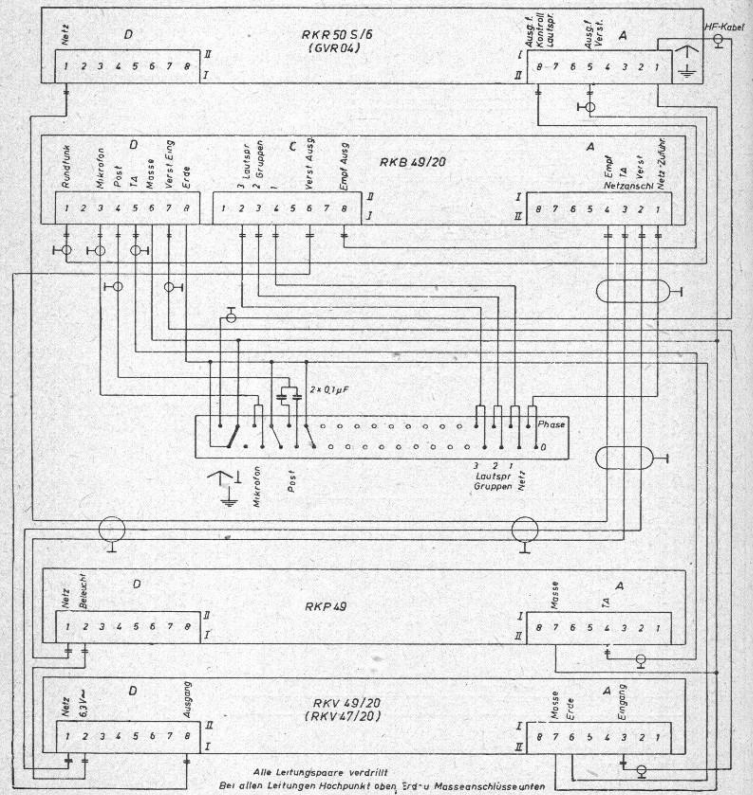 RKR 50 S/6
(GVR 04)
D
Netz
1 2 3 4 5 6 7 8
II
I
Ausg. f. Kontroll Lautspr.
Ausg. f. Verst.
A
HF-Kabel
I
II
8 7 6 5 4 3 2 1
RKB 49/20
D
Rundfunk
Mikrofon
Post
TA
Masse
Verst Eing
Erde
1 2 3 4 5 6 7 8
C
3 Lautspr
2 Gruppen
1
Verst Ausg
Empf Ausg
1 2 3 4 5 6 7 8
II
I
A
Empf
TA
Verst
Netzanschl
Netz-Zuführ
I
II
8 7 6 5 4 3 2 1
2 x 0,1 µF
Phase
0
Mikrofon
Post
3 2 1
Lautspr
Gruppen
Netz
RKP 49
D
Netz
Beleucht
1 2 3 4 5 6 7 8
II
I
A
Masse
TA
I
II
8 7 6 5 4 3 2 1
RKV 49/20
(RKV 47/20)
D
Netz
6,3V~
Ausgang
1 2 3 4 5 6 7 8
II
I
A
Masse
Erde
Eingang
I
II
8 7 6 5 4 3 2 1
Alle Leitungspaare verdrillt
Bei allen Leitungen Hochpunkt oben, Erd-u Masseanschlüsse unten